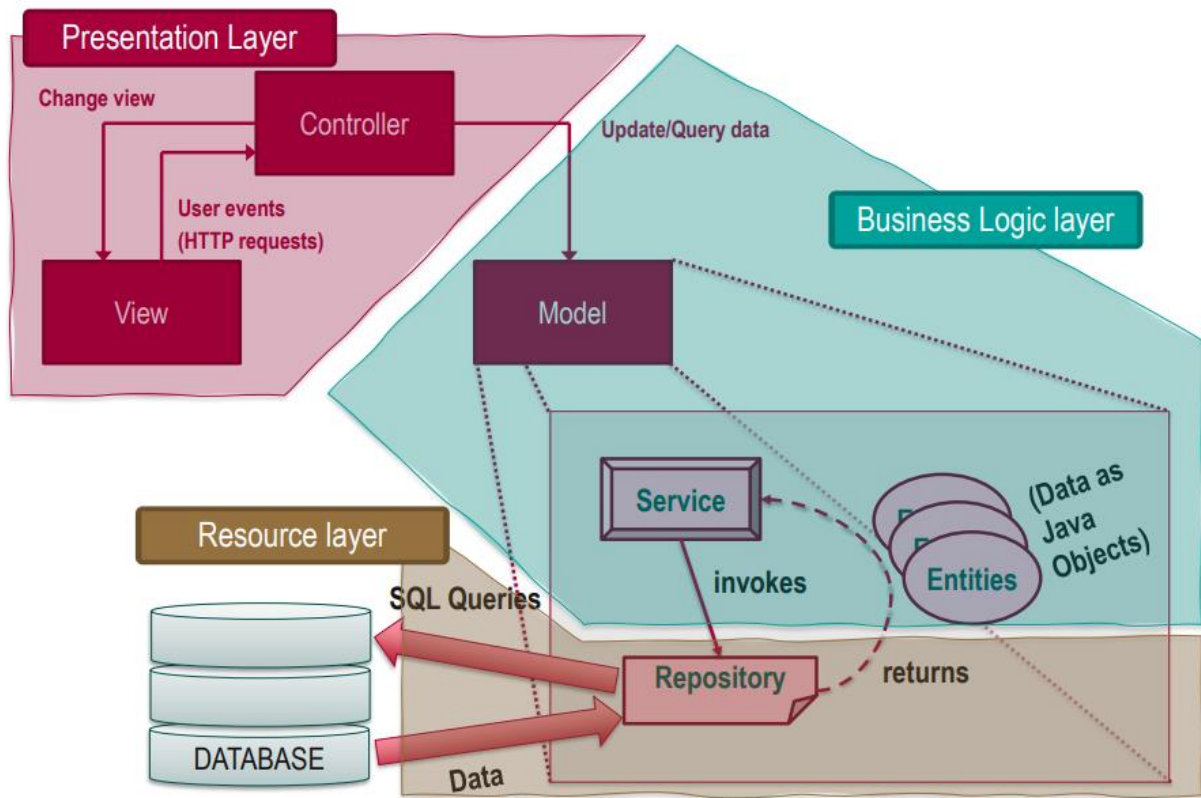 Presentation Layer
Change view
Controller
Update/Query data
User events
(HTTP requests)
View
Business Logic layer
Model
Service
(Data as
Java
Objects)
Entities
Resource layer
invokes
SQL Queries
Repository
returns
DATABASE
Data